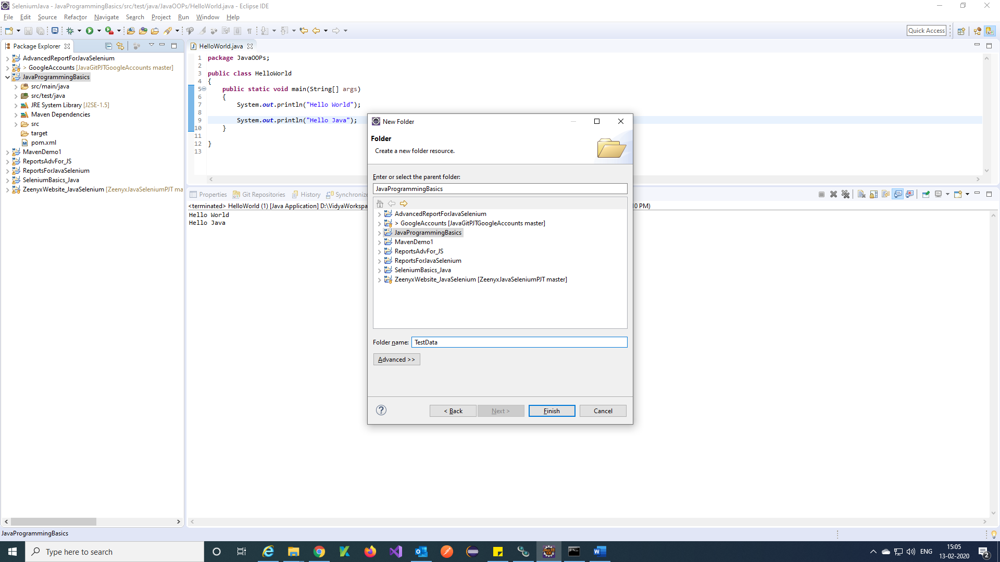 SeleniumJava - JavaProgrammingBasics/src/test/java/JavaOOPs/HelloWorld.java - Eclipse IDE
File Edit Source Refactor Navigate Search Project Run Window Help
Quick Access
Package Explorer
AdvancedReportForJavaSelenium
> GoogleAccounts [JavaGitPJTGoogleAccounts master]
JavaProgrammingBasics
src/main/java
src/test/java
JRE System Library [J2SE-1.5]
Maven Dependencies
src
target
pom.xml
MavenDemo1
ReportsAdvFor_JS
ReportsForJavaSelenium
SeleniumBasics_Java
ZeenyxWebsite_JavaSelenium [ZeenyxJavaSeleniumPJT ma
HelloWorld.java
1 package JavaOOPs;
2
3 public class HelloWorld
4 {
5 public static void main(String[] args)
6 {
7 System.out.println("Hello World");
8
9 System.out.println("Hello Java");
10 }
11
12 }
13
Properties Git Repositories History Synchronize
<terminated> HelloWorld (1) [Java Application] D:\VidyaWorkspa
0 PM)
Hello World
Hello Java
New Folder
Folder
Create a new folder resource.
Enter or select the parent folder:
JavaProgrammingBasics
AdvancedReportForJavaSelenium
> GoogleAccounts [JavaGitPJTGoogleAccounts master]
JavaProgrammingBasics
MavenDemo1
ReportsAdvFor_JS
ReportsForJavaSelenium
SeleniumBasics_Java
ZeenyxWebsite_JavaSelenium [ZeenyxJavaSeleniumPJT master]
Folder name: TestData
Advanced >>
< Back Next > Finish Cancel
JavaProgrammingBasics
Type here to search
ENG
15:05
13-02-2020
2